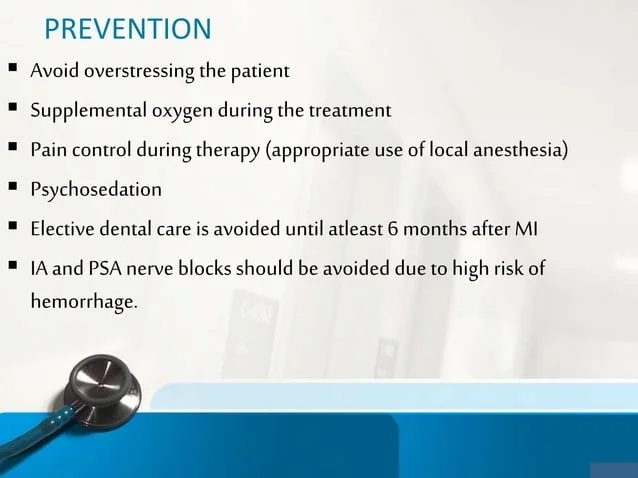 PREVENTION
▪ Avoid overstressing the patient
▪ Supplemental oxygen during the treatment
▪ Pain control during therapy (appropriate use of local anesthesia)
▪ Psychosedation
▪ Elective dental care is avoided until atleast 6 months after MI
▪ IA and PSA nerve blocks should be avoided due to high risk of
hemorrhage.